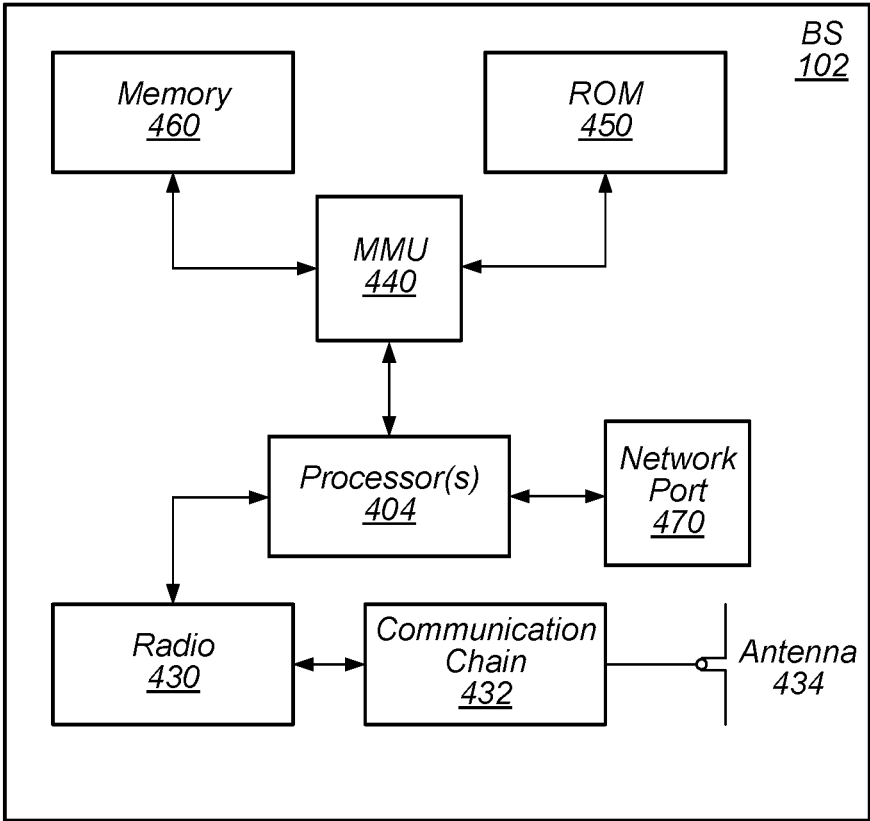 BS
102
Memory
460
ROM
450
MMU
440
Processor(s)
404
Network
Port
470
Radio
430
Communication
Chain
432
Antenna
434